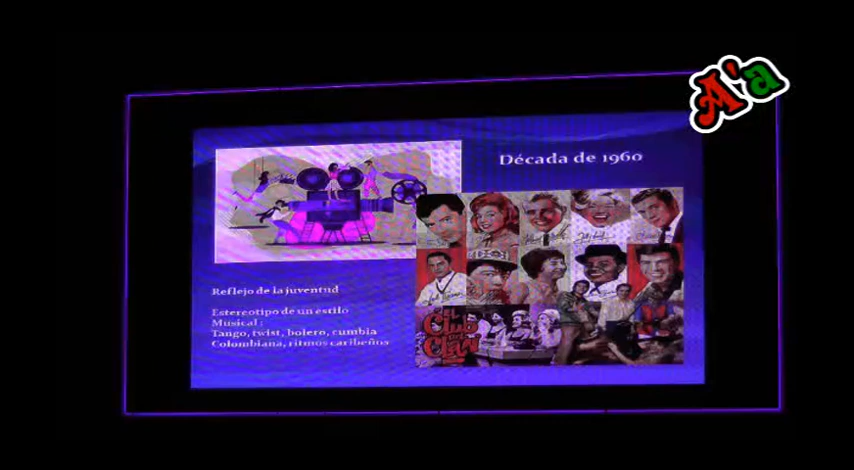 A'a
Década de 1960
Reflejo de la juventud
Estereotipo de un estilo
Musical :
Tango, twist, bolero, cumbia
Colombiana, ritmos caribeños
El
Club
del
Clan